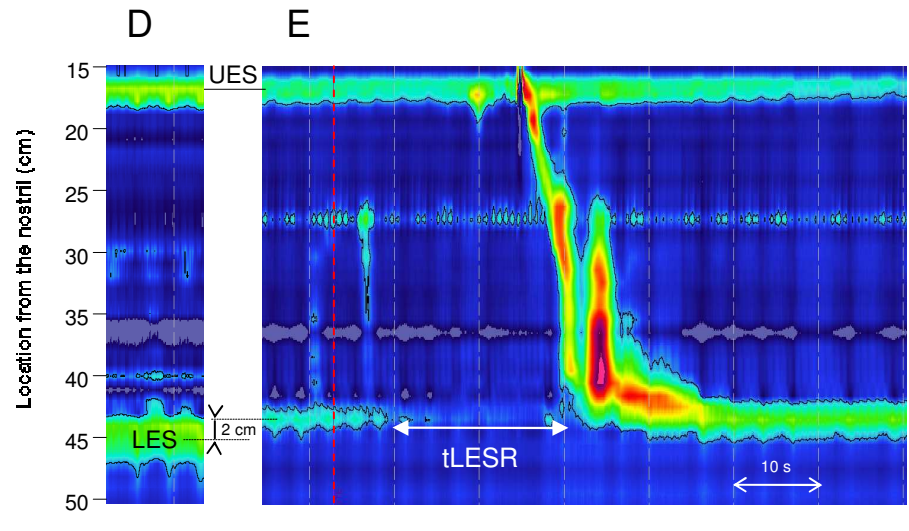 D
E
UES
Location from the nostril (cm)
15
20
25
30
35
40
45
50
LES
2 cm
tLESR
10 s